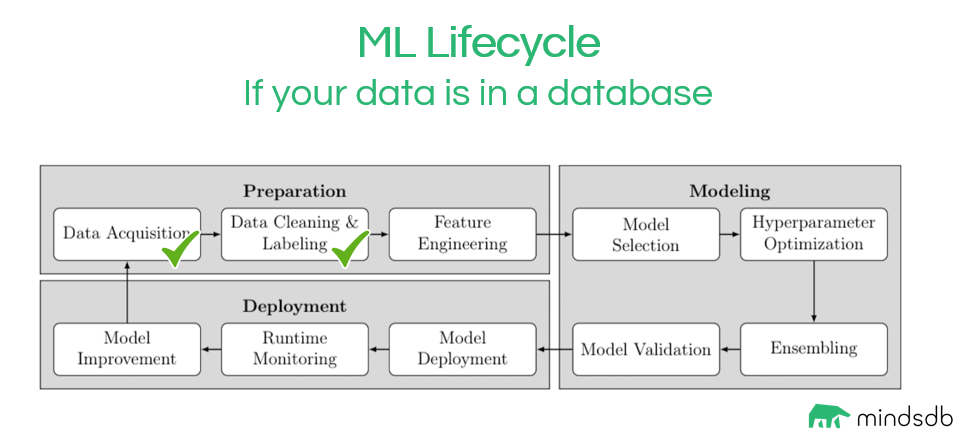 ML Lifecycle
If your data is in a database
Preparation
Data Acquisition
Data Cleaning &
Labeling
Feature
Engineering
Modeling
Model
Selection
Hyperparameter
Optimization
Deployment
Model
Improvement
Runtime
Monitoring
Model
Deployment
Model Validation
Ensembling
mindsdb